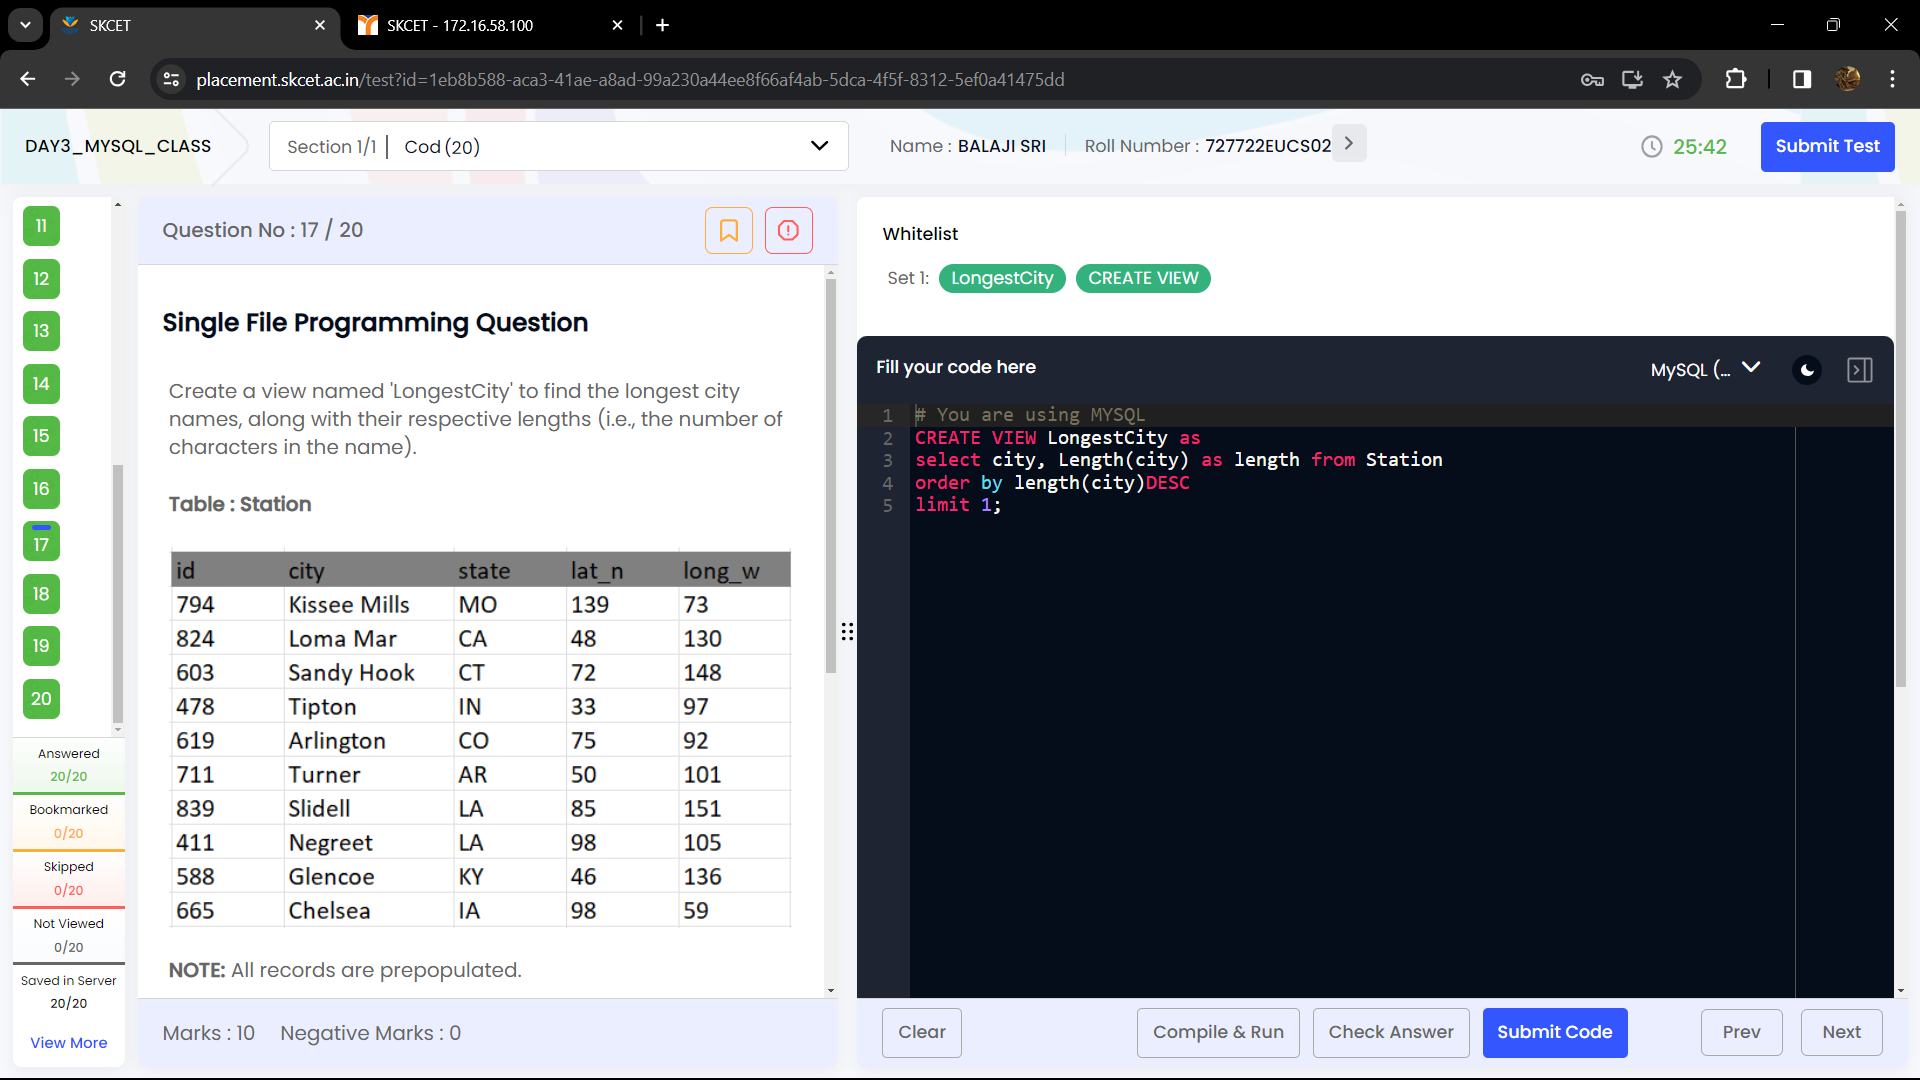 SKCET
SKCET - 172.16.58.100
placement.skcet.ac.in/test?id=1eb8b588-aca3-41ae-a8ad-99a230a44ee8f66af4ab-5dca-4f5f-8312-5ef0a41475dd
DAY3_MYSQL_CLASS
Section 1/1
Cod (20)
Name : BALAJI SRI
Roll Number : 727722EUCS02
25:42
Submit Test
11
12
13
14
15
16
17
18
19
20
Answered
20/20
Bookmarked
0/20
Skipped
0/20
Not Viewed
0/20
Saved in Server
20/20
View More
Question No : 17 / 20
Single File Programming Question
Create a view named 'LongestCity' to find the longest city
names, along with their respective lengths (i.e., the number of
characters in the name).
Table : Station
id city state lat_n long_w
794 Kissee Mills MO 139 73
824 Loma Mar CA 48 130
603 Sandy Hook CT 72 148
478 Tipton IN 33 97
619 Arlington CO 75 92
711 Turner AR 50 101
839 Slidell LA 85 151
411 Negreet LA 98 105
588 Glencoe KY 46 136
665 Chelsea IA 98 59
NOTE: All records are prepopulated.
Marks : 10 Negative Marks : 0
Whitelist
Set 1: LongestCity CREATE VIEW
Fill your code here
MySQL (...
1 # You are using MYSQL
2 CREATE VIEW LongestCity as
3 select city, Length(city) as length from Station
4 order by length(city)DESC
5 limit 1;
Clear
Compile & Run
Check Answer
Submit Code
Prev
Next